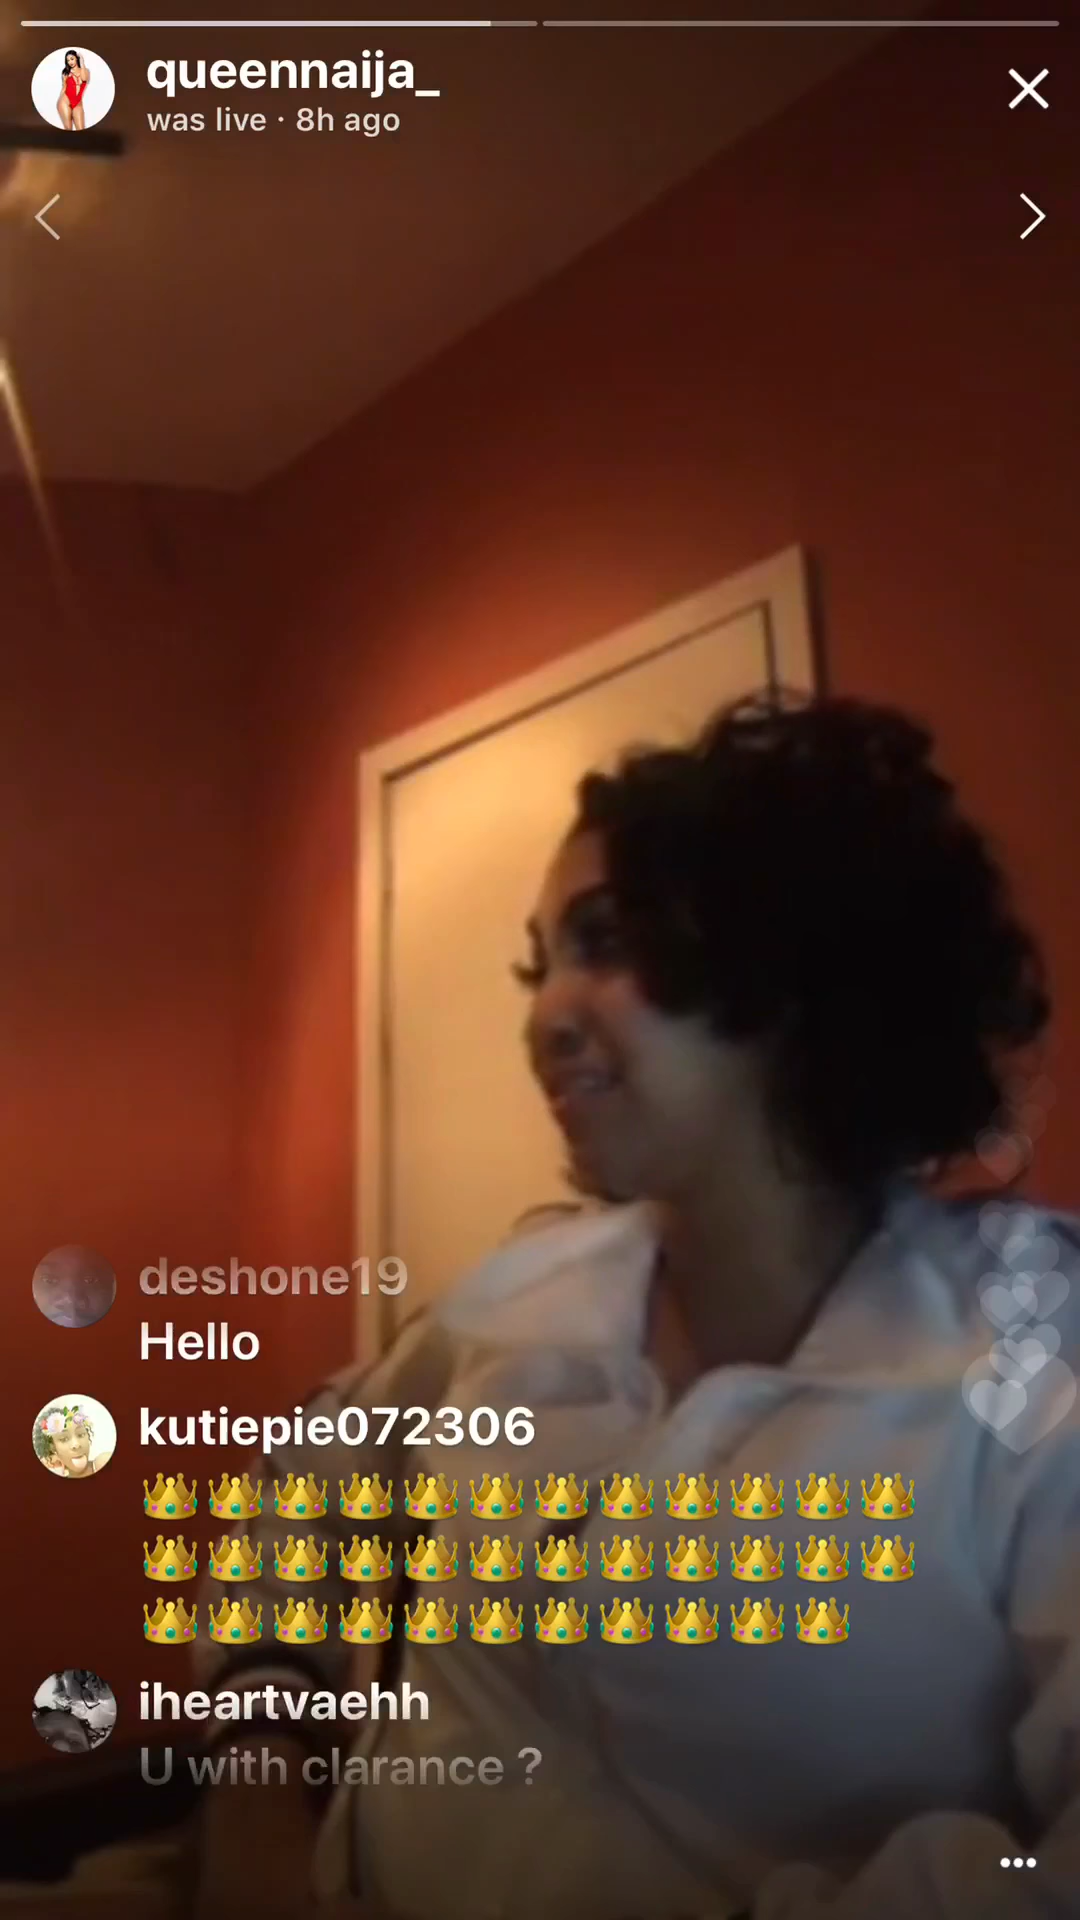 queennaija_
was live · 8h ago
deshone19
Hello
kutiepie072306
👑👑👑👑👑👑👑👑👑👑👑👑
👑👑👑👑👑👑👑👑👑👑👑👑
👑👑👑👑👑👑👑👑👑👑👑
iheartvaehh
U with clarance ?